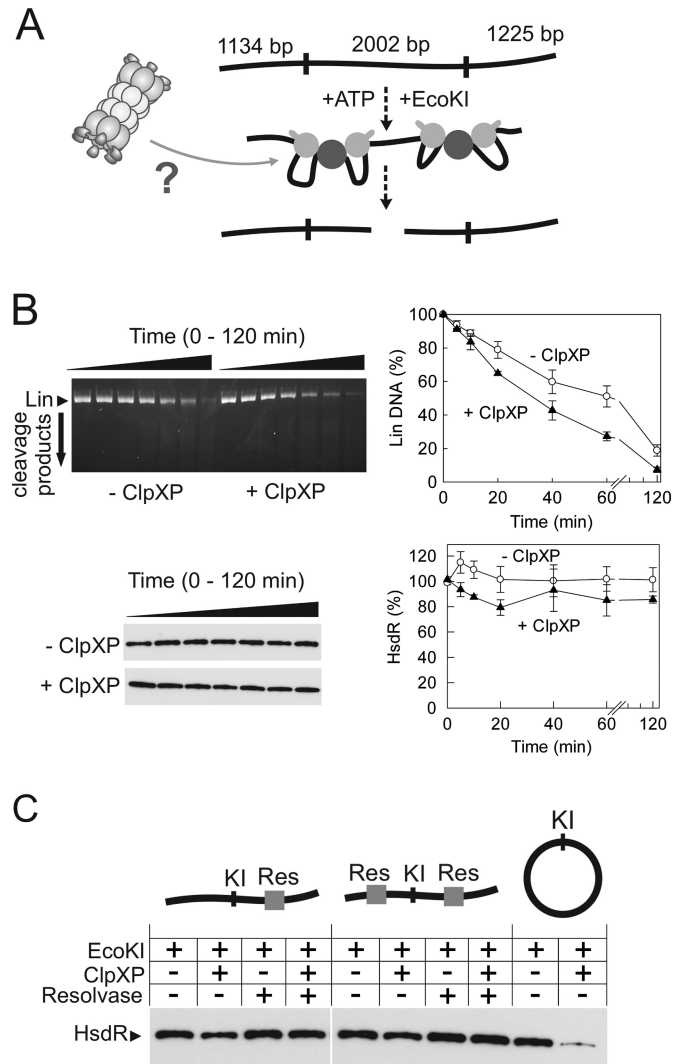 A
1134 bp 2002 bp 1225 bp
+ATP +EcoKI
?
B
Time (0 - 120 min)
Lin
cleavage
products
- ClpXP + ClpXP
100
80
60
40
20
0
Lin DNA (%)
- ClpXP
+ ClpXP
0 20 40 60 120
Time (min)
Time (0 - 120 min)
- ClpXP
+ ClpXP
120
100
80
60
40
20
0
HsdR (%)
- ClpXP
+ ClpXP
0 20 40 60 120
Time (min)
C
KI Res
Res KI Res
KI
EcoKI + + + + + + + + + +
ClpXP - + - + - + - + - +
Resolvase - - + + - - + + - -
HsdR